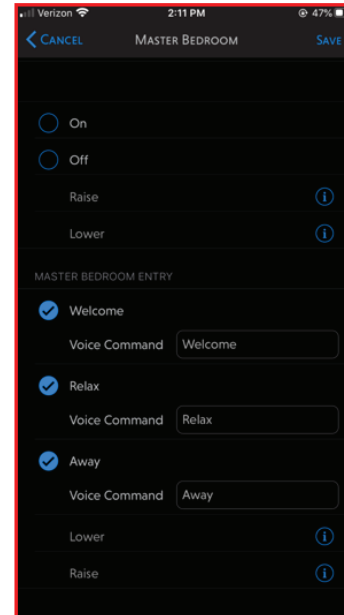 Verizon 2:11 PM 47%
CANCEL MASTER BEDROOM SAVE
On
Off
Raise
Lower
MASTER BEDROOM ENTRY
Welcome
Voice Command Welcome
Relax
Voice Command Relax
Away
Voice Command Away
Lower
Raise